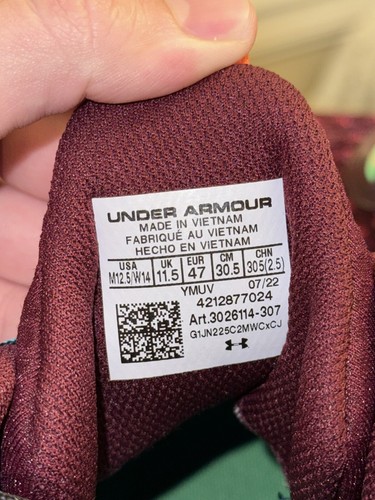 UNDER ARMOUR
MADE IN VIETNAM
FABRIQUÉ AU VIETNAM
HECHO EN VIETNAM
USA UK EUR CM CHN
M12.5/W14 11.5 47 30.5 305(2.5)
YMUV 07/22
4212877024
Art.3026114-307
G1JN225C2MWCxCJ